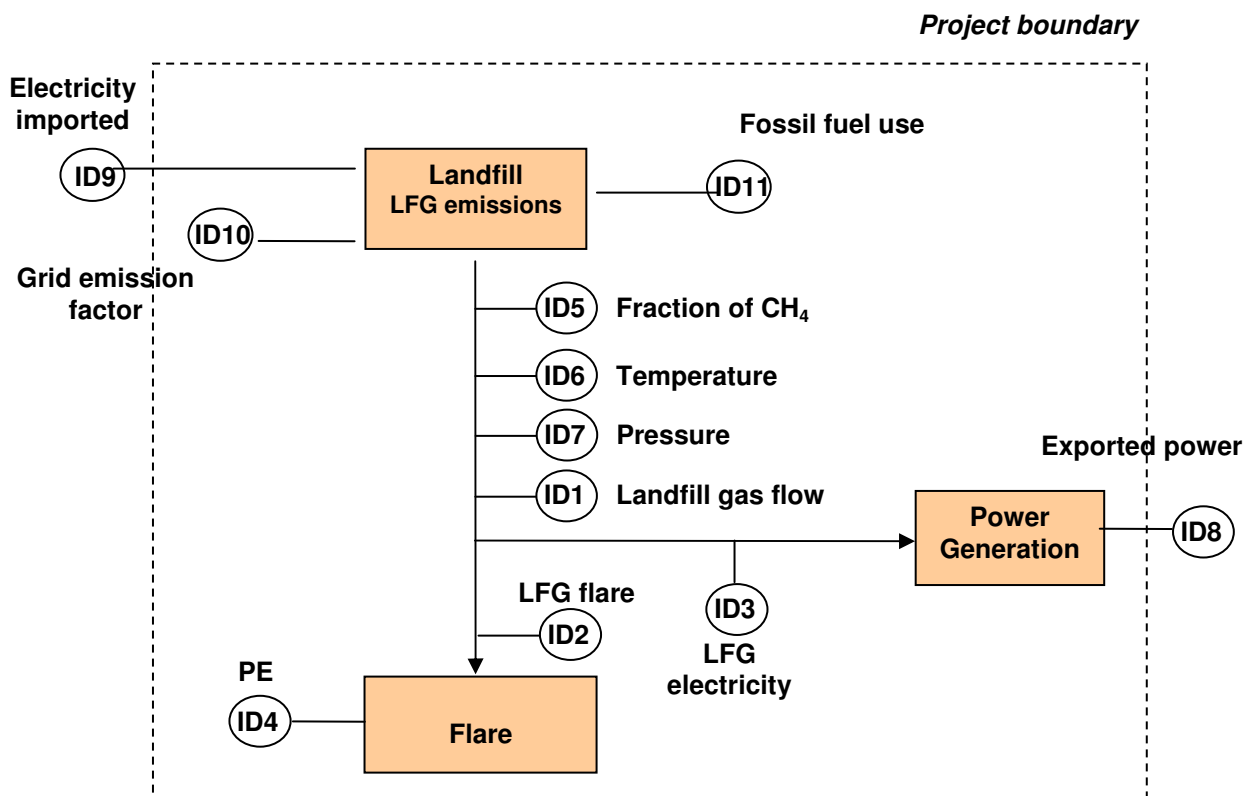 Project boundary
Electricity
imported
ID9
Fossil fuel use
ID11
Landfill
LFG emissions
ID10
Grid emission
factor
ID5 Fraction of CH₄
ID6 Temperature
ID7 Pressure
ID1 Landfill gas flow
Exported power
Power
Generation
ID8
LFG flare
ID2
ID3
LFG
electricity
PE
ID4
Flare